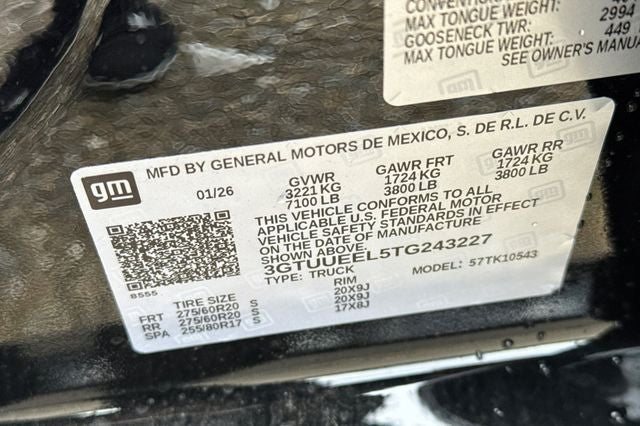 MAX TONGUE WEIGHT:
GOOSENECK TWR: 2994
MAX TONGUE WEIGHT: 449
SEE OWNER'S MANUA
gm
MFD BY GENERAL MOTORS DE MEXICO, S. DE R.L. DE C.V.
01/26 GVWR GAWR FRT GAWR RR
3221 KG 1724 KG 1724 KG
7100 LB 3800 LB 3800 LB
THIS VEHICLE CONFORMS TO ALL
APPLICABLE U.S. FEDERAL MOTOR
VEHICLE SAFETY STANDARDS IN EFFECT
ON THE DATE OF MANUFACTURE
SHOWN ABOVE.
3GTUUEEL5TG243227
TYPE: TRUCK MODEL: 57TK10543
8555
TIRE SIZE RIM
FRT 275/60R20 S 20X9J
RR 275/60R20 S 20X9J
SPA 255/80R17 S 17X8J